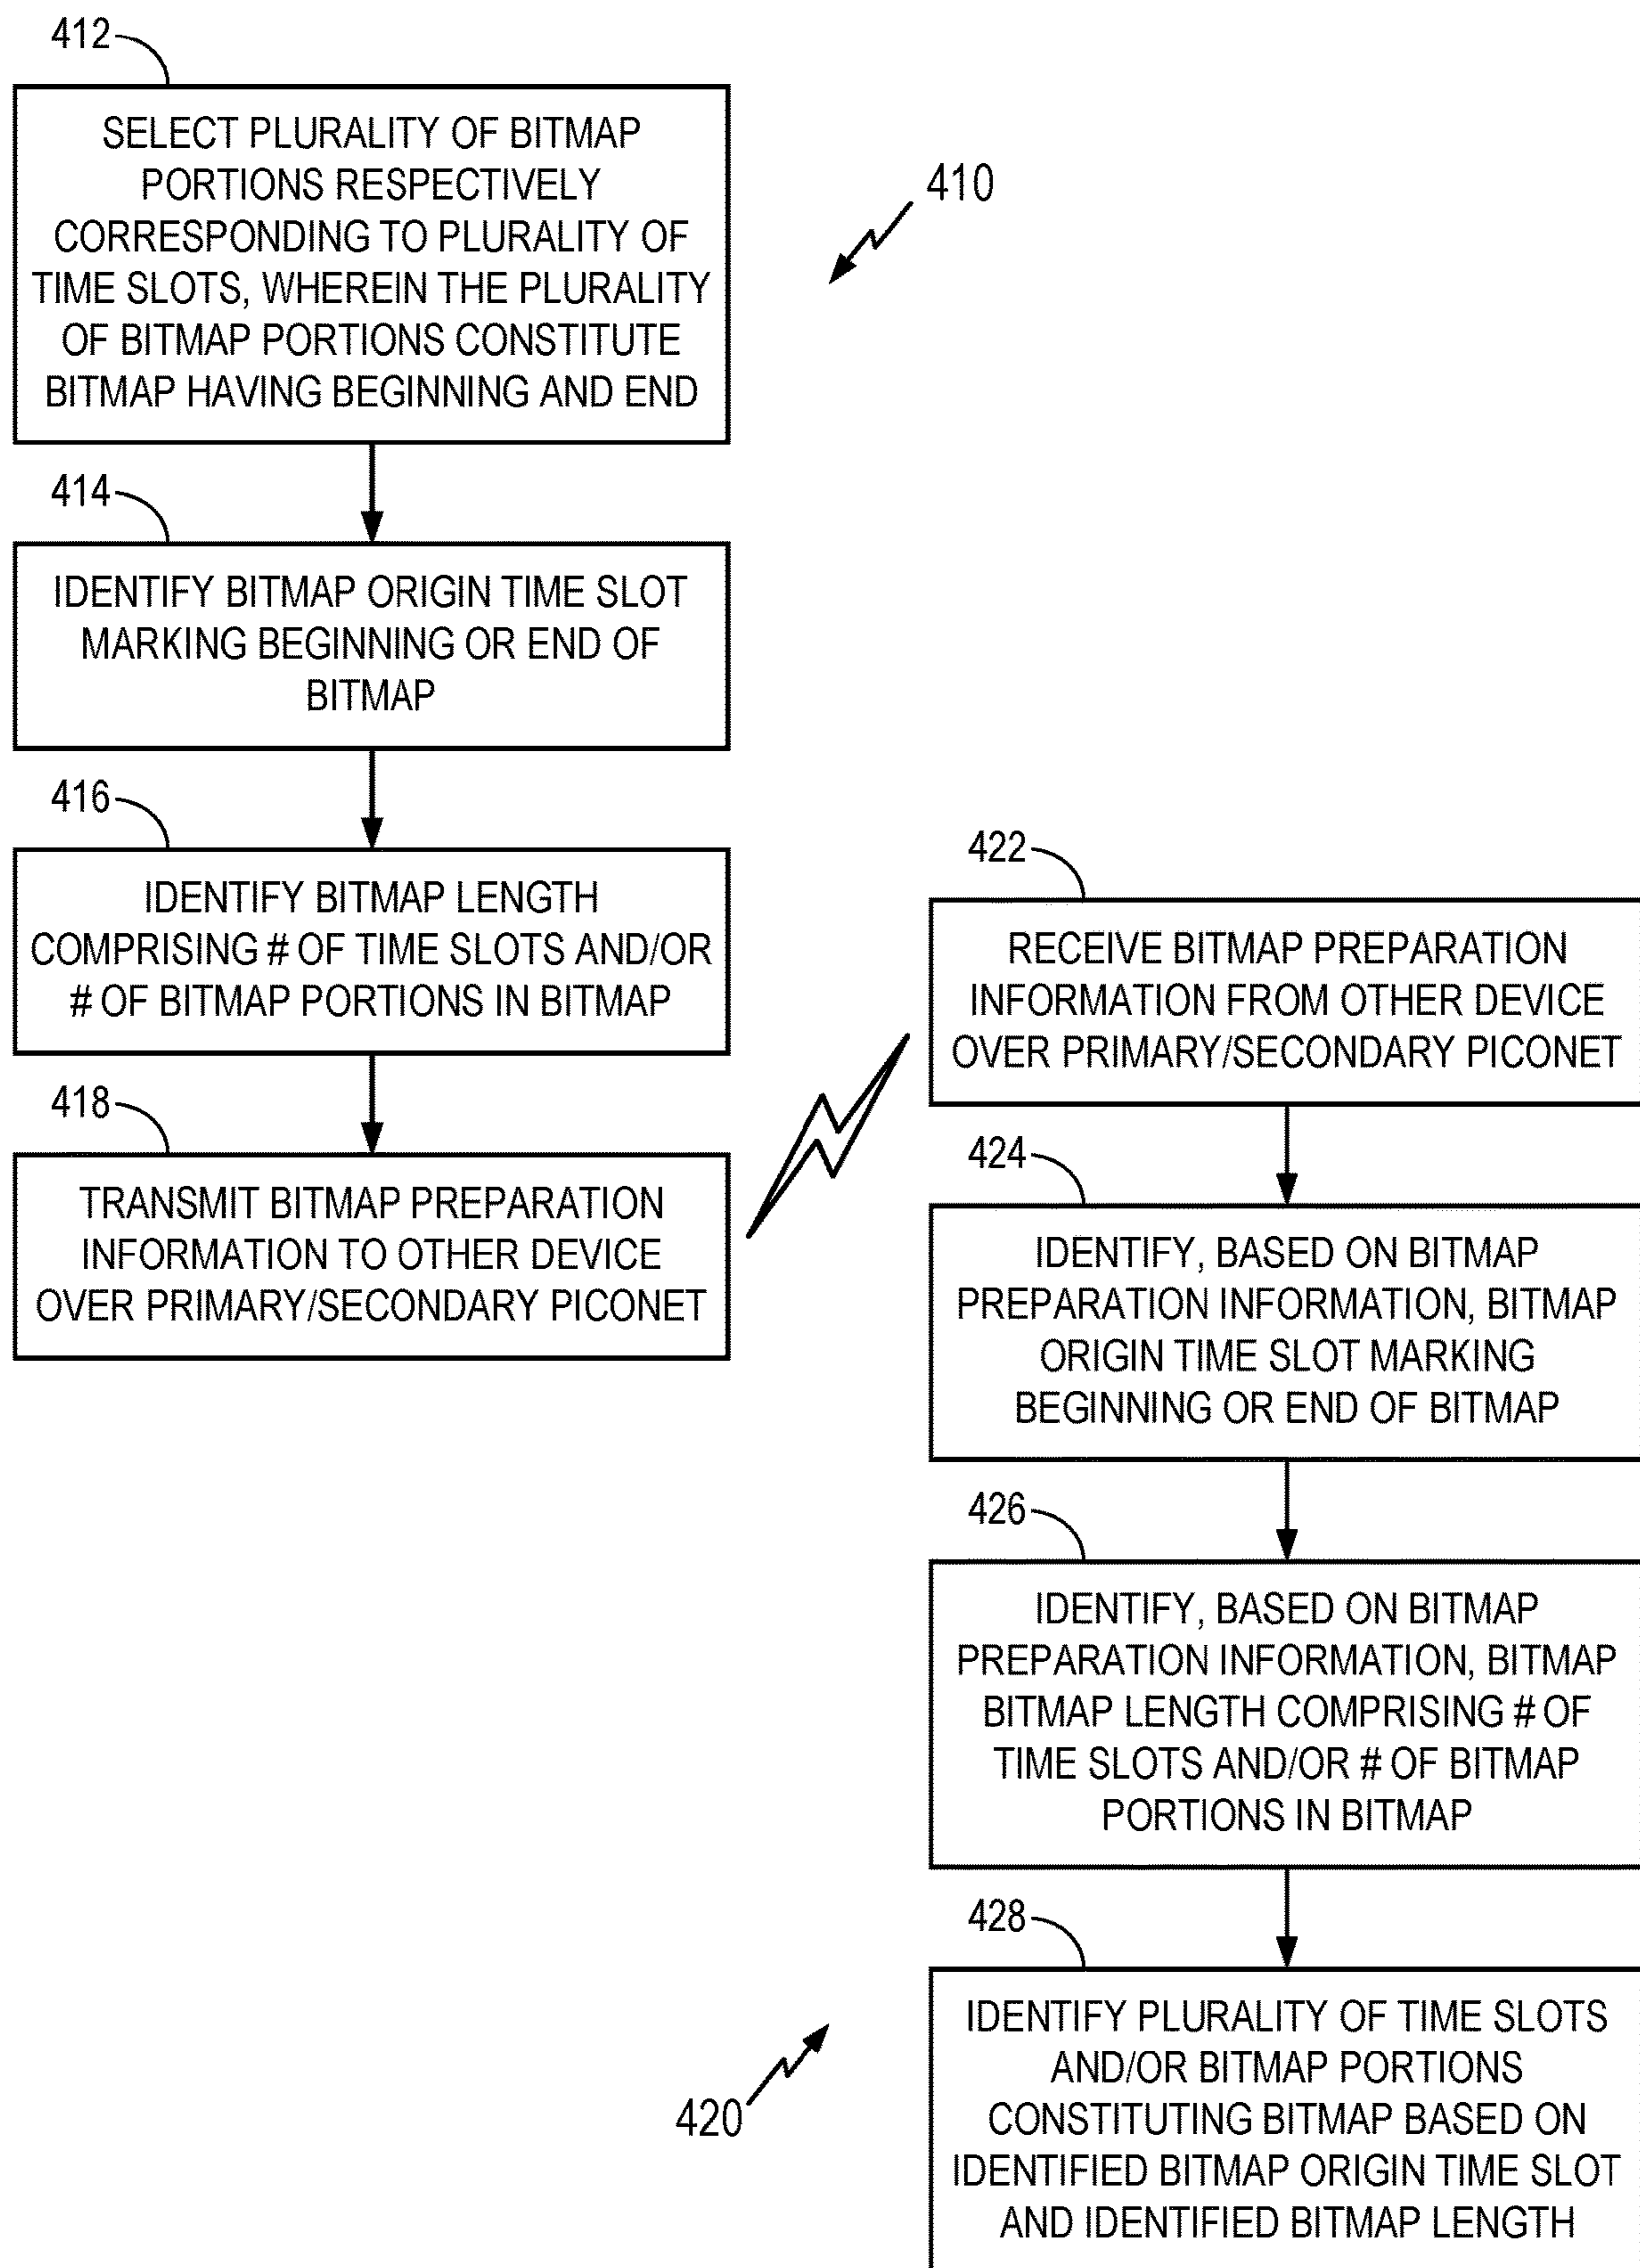 412
SELECT PLURALITY OF BITMAP
PORTIONS RESPECTIVELY
CORRESPONDING TO PLURALITY OF
TIME SLOTS, WHEREIN THE PLURALITY
OF BITMAP PORTIONS CONSTITUTE
BITMAP HAVING BEGINNING AND END
410
414
IDENTIFY BITMAP ORIGIN TIME SLOT
MARKING BEGINNING OR END OF
BITMAP
416
IDENTIFY BITMAP LENGTH
COMPRISING # OF TIME SLOTS AND/OR
# OF BITMAP PORTIONS IN BITMAP
418
TRANSMIT BITMAP PREPARATION
INFORMATION TO OTHER DEVICE
OVER PRIMARY/SECONDARY PICONET
422
RECEIVE BITMAP PREPARATION
INFORMATION FROM OTHER DEVICE
OVER PRIMARY/SECONDARY PICONET
424
IDENTIFY, BASED ON BITMAP
PREPARATION INFORMATION, BITMAP
ORIGIN TIME SLOT MARKING
BEGINNING OR END OF BITMAP
426
IDENTIFY, BASED ON BITMAP
PREPARATION INFORMATION, BITMAP
BITMAP LENGTH COMPRISING # OF
TIME SLOTS AND/OR # OF BITMAP
PORTIONS IN BITMAP
428
IDENTIFY PLURALITY OF TIME SLOTS
AND/OR BITMAP PORTIONS
CONSTITUTING BITMAP BASED ON
IDENTIFIED BITMAP ORIGIN TIME SLOT
AND IDENTIFIED BITMAP LENGTH
420